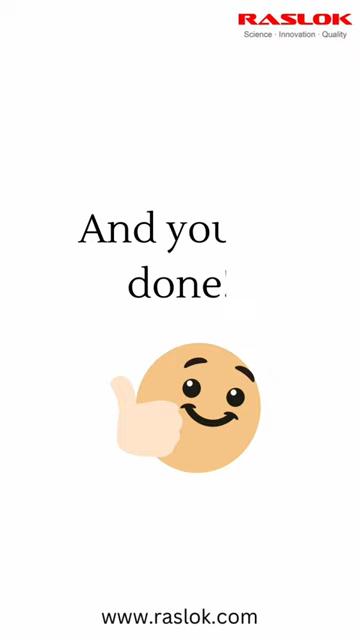 RASLOK
Science · Innovation · Quality
And you
done!
www.raslok.com